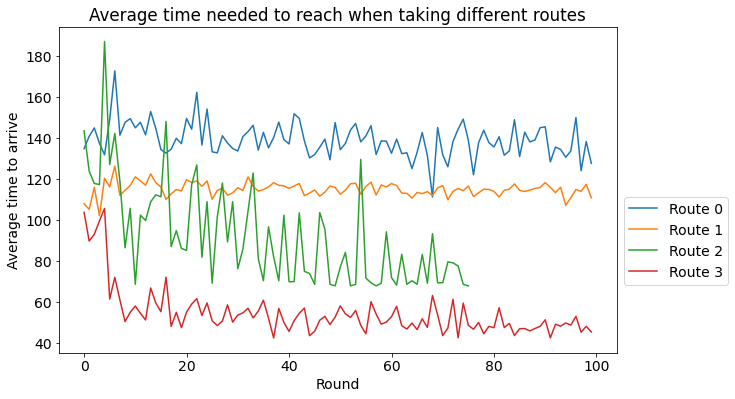 Average time needed to reach when taking different routes
Average time to arrive
180
160
140
120
100
80
60
40
0
20
40
60
80
100
Round
Route 0
Route 1
Route 2
Route 3